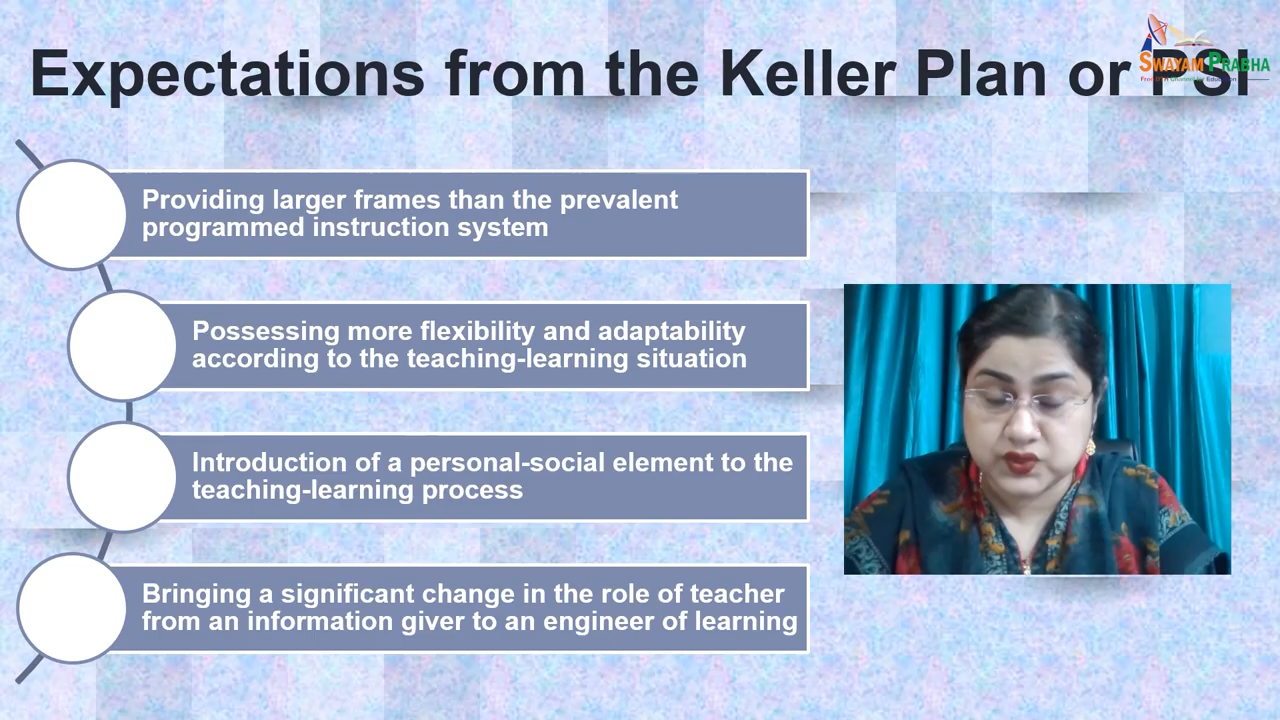 Expectations from the Keller Plan or PSI
SWAYAM PRABHA
Providing larger frames than the prevalent
programmed instruction system
Possessing more flexibility and adaptability
according to the teaching-learning situation
Introduction of a personal-social element to the
teaching-learning process
Bringing a significant change in the role of teacher
from an information giver to an engineer of learning